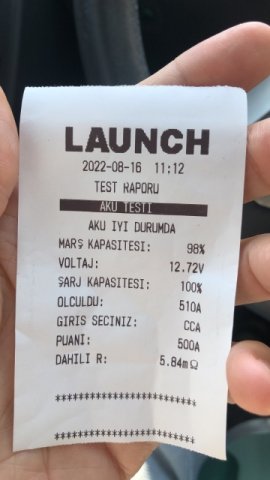 LAUNCH
2022-08-16 11:12
TEST RAPORU
AKU TESTI
AKU IYI DURUMDA
MARŞ KAPASITESI: 98%
VOLTAJ: 12.72V
ŞARJ KAPASITESI: 100%
OLCULDU: 510A
GIRIS SECINIZ: CCA
PUANI: 500A
DAHILI R: 5.84mΩ
**********************
**********************